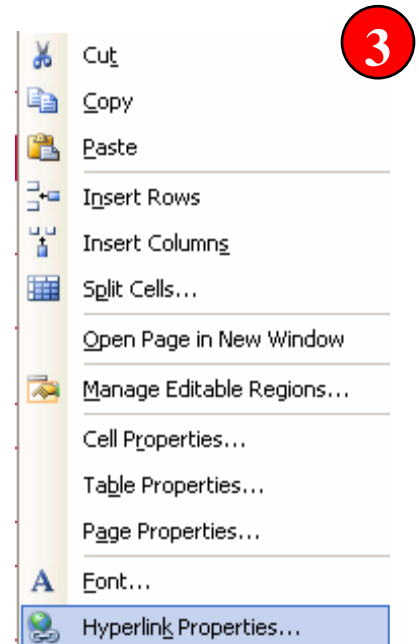 3
Cut
Copy
Paste
Insert Rows
Insert Columns
Split Cells...
Open Page in New Window
Manage Editable Regions...
Cell Properties...
Table Properties...
Page Properties...
Font...
Hyperlink Properties...